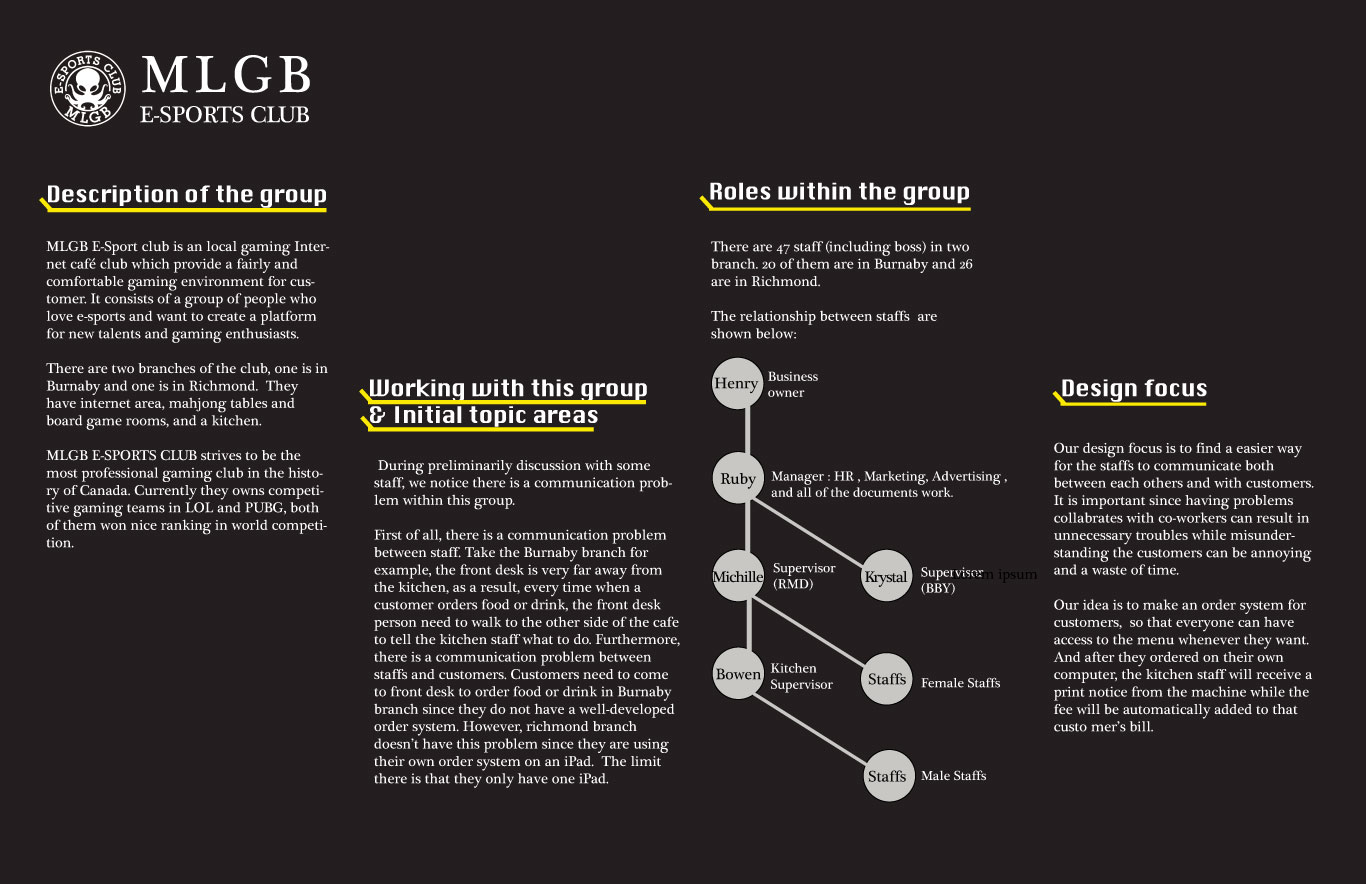 E-SPORTS CLUB
MLGB
MLGB
E-SPORTS CLUB
Description of the group
MLGB E-Sport club is an local gaming Inter-
net café club which provide a fairly and
comfortable gaming environment for cus-
tomer. It consists of a group of people who
love e-sports and want to create a platform
for new talents and gaming enthusiasts.
There are two branches of the club, one is in
Burnaby and one is in Richmond.  They
have internet area, mahjong tables and
board game rooms, and a kitchen.
MLGB E-SPORTS CLUB strives to be the
most professional gaming club in the histo-
ry of Canada. Currently they owns competi-
tive gaming teams in LOL and PUBG, both
of them won nice ranking in world competi-
tion.
Working with this group
& Initial topic areas
During preliminarily discussion with some
staff, we notice there is a communication prob-
lem within this group.
First of all, there is a communication problem
between staff. Take the Burnaby branch for
example, the front desk is very far away from
the kitchen, as a result, every time when a
customer orders food or drink, the front desk
person need to walk to the other side of the cafe
to tell the kitchen staff what to do. Furthermore,
there is a communication problem between
staffs and customers. Customers need to come
to front desk to order food or drink in Burnaby
branch since they do not have a well-developed
order system. However, richmond branch
doesn't have this problem since they are using
their own order system on an iPad.  The limit
there is that they only have one iPad.
Roles within the group
There are 47 staff (including boss) in two
branch. 20 of them are in Burnaby and 26
are in Richmond.
The relationship between staffs  are
shown below:
Henry
Business
owner
Ruby
Manager : HR , Marketing, Advertising ,
and all of the documents work.
Michille
Supervisor
(RMD)
Krystal
Supervisor
(BBY)
Lorem ipsum
Bowen
Kitchen
Supervisor
Staffs
Female Staffs
Staffs
Male Staffs
Design focus
Our design focus is to find a easier way
for the staffs to communicate both
between each others and with customers.
It is important since having problems
collabrates with co-workers can result in
unnecessary troubles while misunder-
standing the customers can be annoying
and a waste of time.
Our idea is to make an order system for
customers,  so that everyone can have
access to the menu whenever they want.
And after they ordered on their own
computer, the kitchen staff will receive a
print notice from the machine while the
fee will be automatically added to that
custo mer's bill.